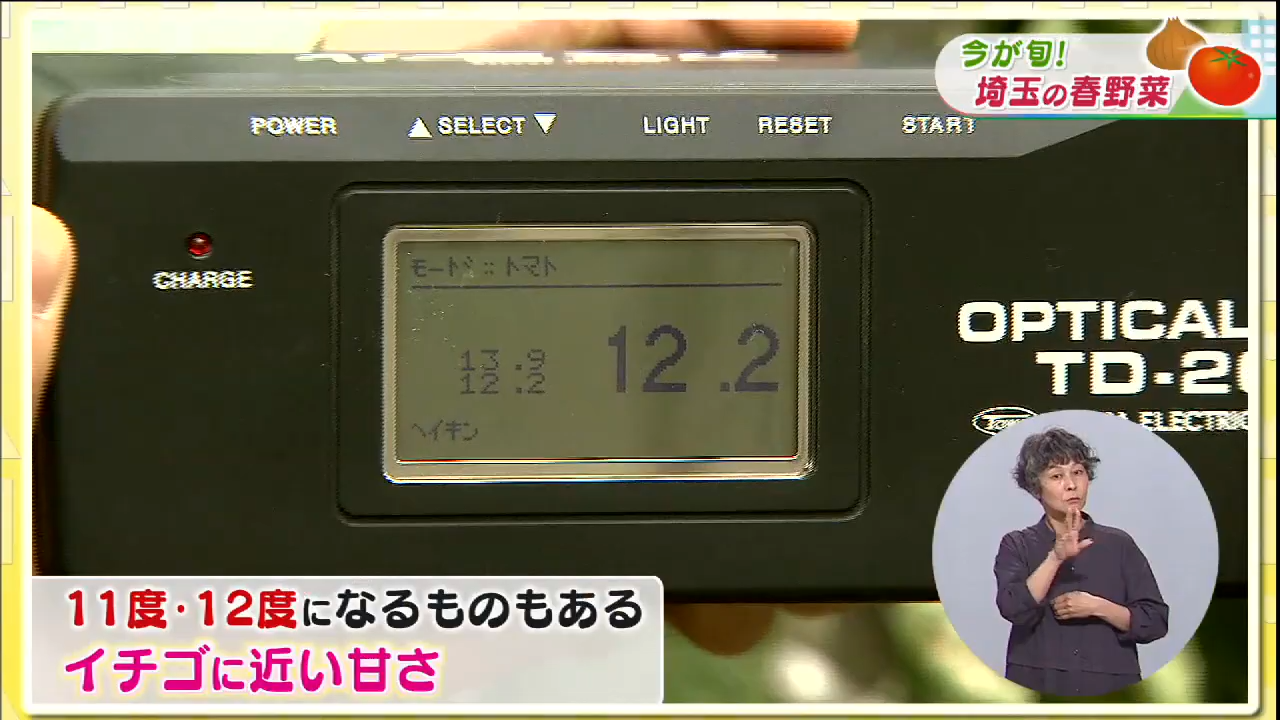 今が旬!
埼玉の春野菜
POWER ▲SELECT▼ LIGHT RESET START
CHARGE
モード:トマト
13.9
12.2
12.2
ヘイキン
OPTICAL
TD-20
ELECTRIC
11度・12度になるものもある
イチゴに近い甘さ